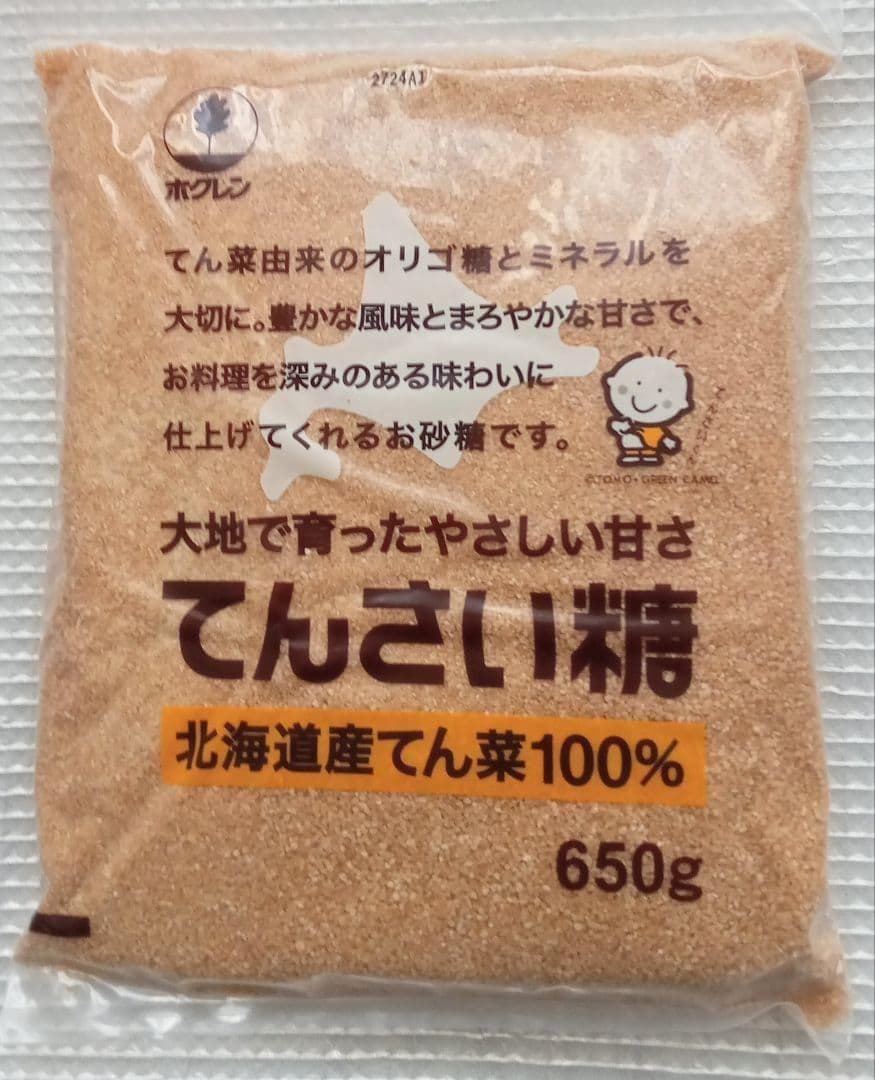 2724A1
ホクレン
てん菜由来のオリゴ糖とミネラルを
大切に。豊かな風味とまろやかな甘さで、
お料理を深みのある味わいに
仕上げてくれるお砂糖です。
©TOMO・GREEN CAMEL
大地で育ったやさしい甘さ
てんさい糖
北海道産てん菜100%
650g